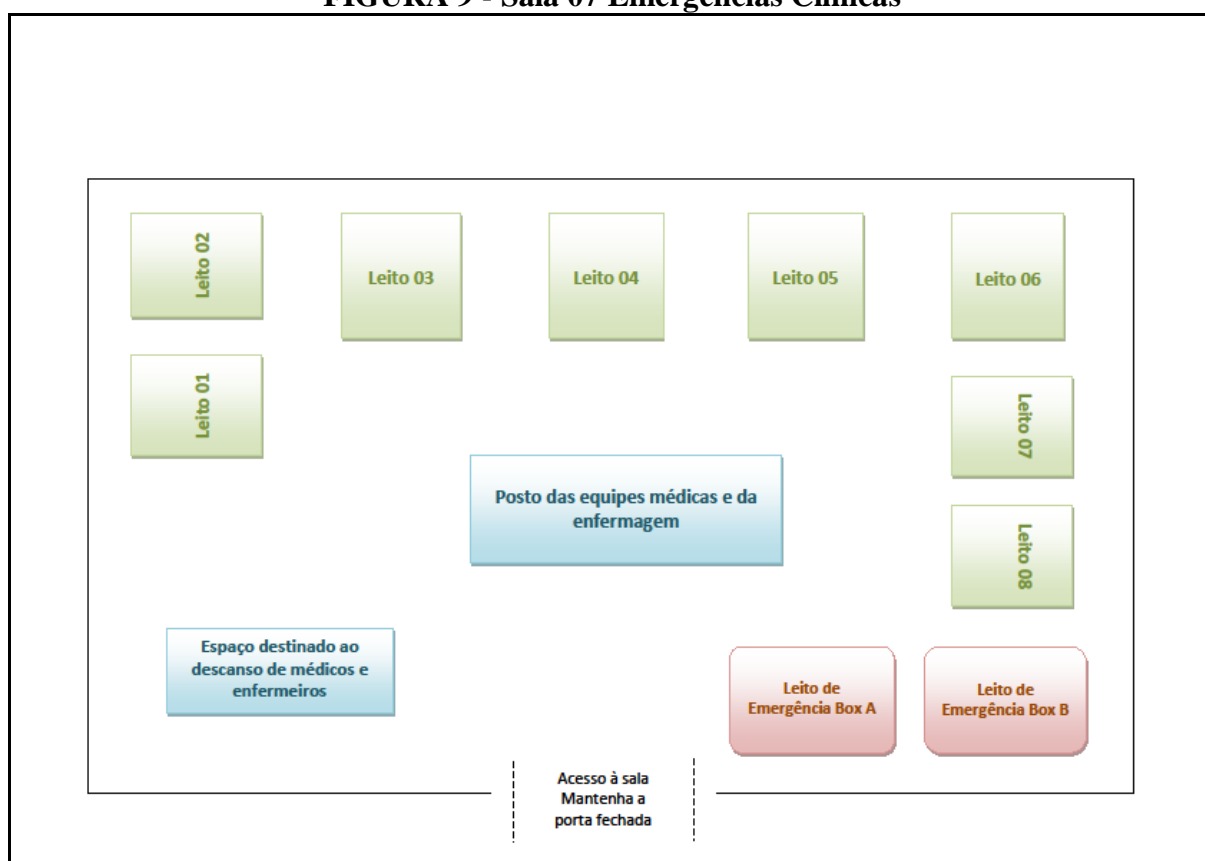 FIGURA 9 - Sala 07 Emergências Clínicas
Leito 02
Leito 03
Leito 04
Leito 05
Leito 06
Leito 01
Leito 07
Posto das equipes médicas e da
enfermagem
Leito 08
Espaço destinado ao
descanso de médicos e
enfermeiros
Leito de
Emergência Box A
Leito de
Emergência Box B
Acesso à sala
Mantenha a
porta fechada